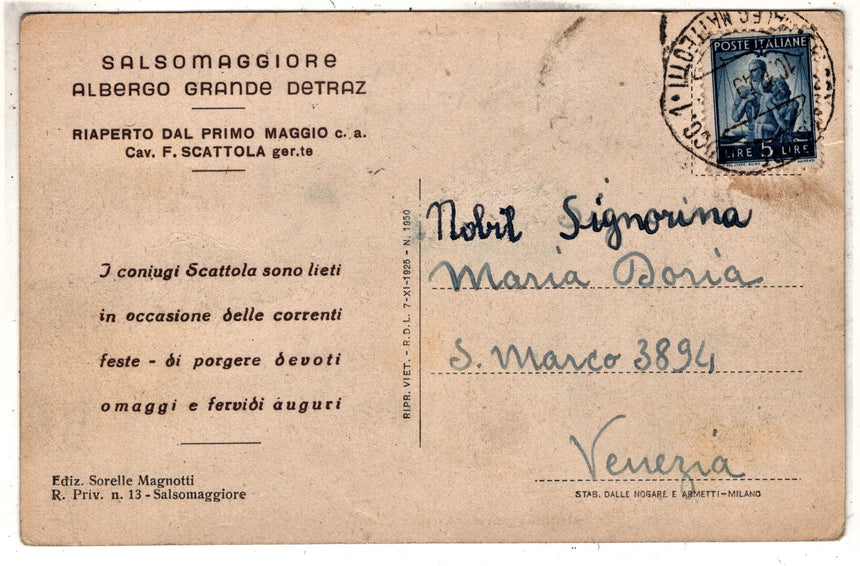 SALSOMAGGIORE
ALBERGO GRANDE DETRAZ
RIAPERTO DAL PRIMO MAGGIO c. a.
Cav. F. SCATTOLA ger.te
I coniugi Scattola sono lieti
in occasione delle correnti
feste - di porgere devoti
omaggi e fervidi auguri
Ediz. Sorelle Magnotti
R. Priv. n. 13 - Salsomaggiore
RIPR. VIET. - R.D.L. 7-XI-1925 - N. 1950
POSTE ITALIANE
LIRE 5 LIRE
MATTEOTTI
Nobil Signorina
Maria Doria
S. Marco 3894
Venezia
STAB. DALLE NOGARE E ARMETTI-MILANO